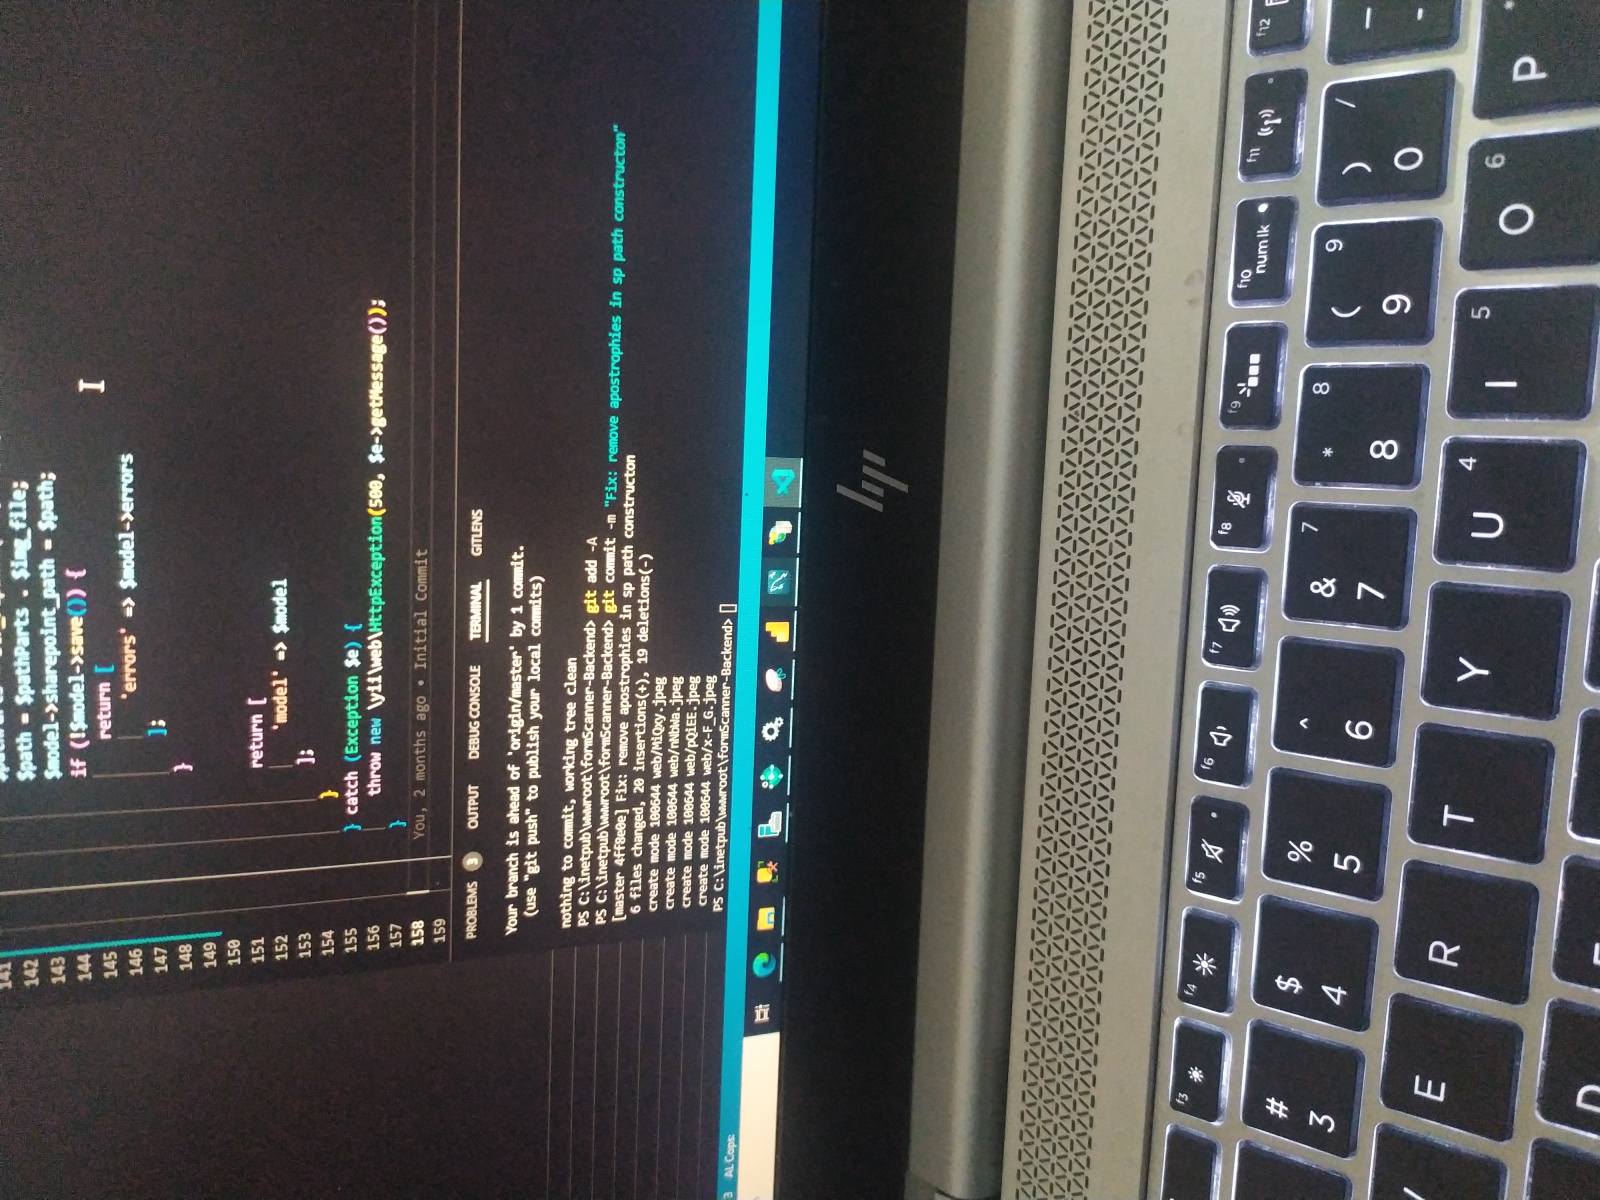 141
142 $path = $pathParts . $img_file;
143 $model->sharepoint_path = $path;
144 if (!$model->save()) {
145 return [
146 'errors' => $model->errors
147 ];
148 }
149
150
151 return [
152 'model' => $model
153 ];
154 }
155 } catch (Exception $e) {
156 throw new \yii\web\HttpException(500, $e->getMessage());
157 }
158 You, 2 months ago • Initial Commit
159
PROBLEMS 3 OUTPUT DEBUG CONSOLE TERMINAL GITLENS
Your branch is ahead of 'origin/master' by 1 commit.
(use "git push" to publish your local commits)
nothing to commit, working tree clean
PS C:\inetpub\wwwroot\formScanner-Backend> git add -A
PS C:\inetpub\wwwroot\formScanner-Backend> git commit -m "Fix: remove apostrophies in sp path constructon"
[master 4ff8e0e] Fix: remove apostrophies in sp path constructon
6 files changed, 20 insertions(+), 19 deletions(-)
create mode 100644 web/MiQxy.jpeg
create mode 100644 web/nNbWa.jpeg
create mode 100644 web/pQiEE.jpeg
create mode 100644 web/x-F_G.jpeg
PS C:\inetpub\wwwroot\formScanner-Backend>
3 AL Cops:
hp
f3 f4 f5 f6 f7 f8 f9 f10 num lk f11 f12
# 3 $ 4 % 5 ^ 6 & 7 7 * 8 8 ( 9 9 ) 0 / - 
E R T Y U 4 I 5 O 6 P
D